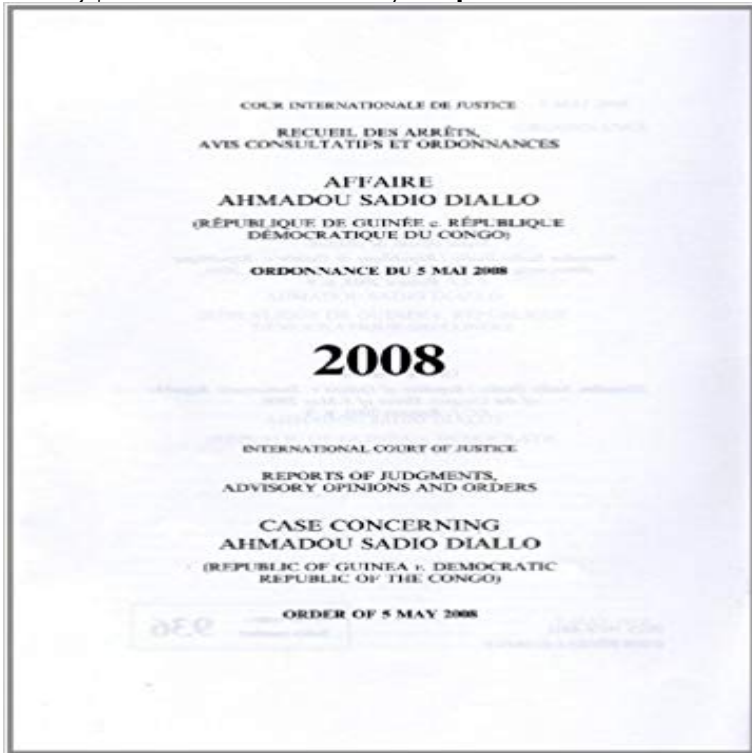 COUR INTERNATIONALE DE JUSTICE
RECUEIL DES ARRÊTS,
AVIS CONSULTATIFS ET ORDONNANCES
AFFAIRE
AHMADOU SADIO DIALLO
(RÉPUBLIQUE DE GUINÉE c. RÉPUBLIQUE
DÉMOCRATIQUE DU CONGO)
ORDONNANCE DU 5 MAI 2008
2008
INTERNATIONAL COURT OF JUSTICE
REPORTS OF JUDGMENTS,
ADVISORY OPINIONS AND ORDERS
CASE CONCERNING
AHMADOU SADIO DIALLO
(REPUBLIC OF GUINEA v. DEMOCRATIC
REPUBLIC OF THE CONGO)
ORDER OF 5 MAY 2008
936